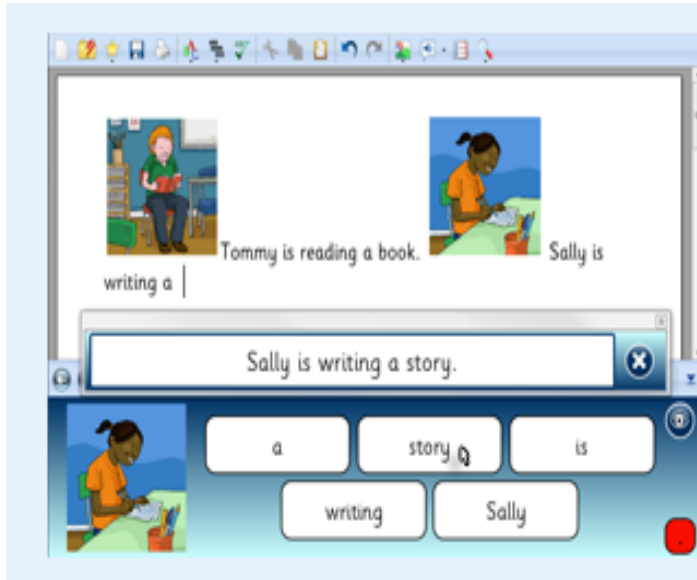 Tommy is reading a book. Sally is
writing a
Sally is writing a story.
a story is
writing Sally
.